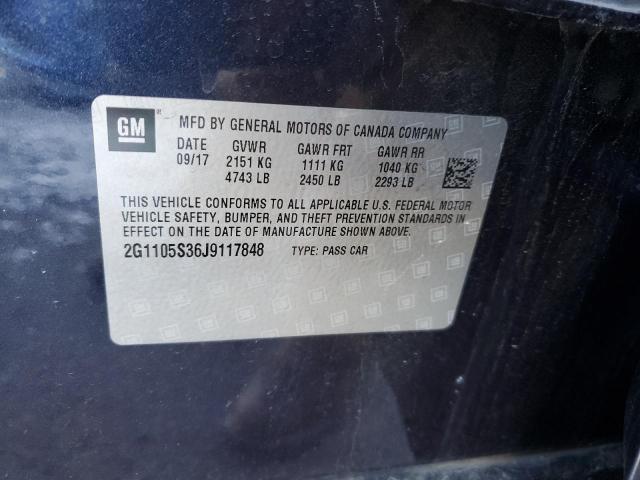 GM
MFD BY GENERAL MOTORS OF CANADA COMPANY
DATE GVWR GAWR FRT GAWR RR
09/17 2151 KG 1111 KG 1040 KG
4743 LB 2450 LB 2293 LB
THIS VEHICLE CONFORMS TO ALL APPLICABLE U.S. FEDERAL MOTOR
VEHICLE SAFETY, BUMPER, AND THEFT PREVENTION STANDARDS IN
EFFECT ON THE DATE OF MANUFACTURE SHOWN ABOVE.
2G1105S36J9117848 TYPE: PASS CAR